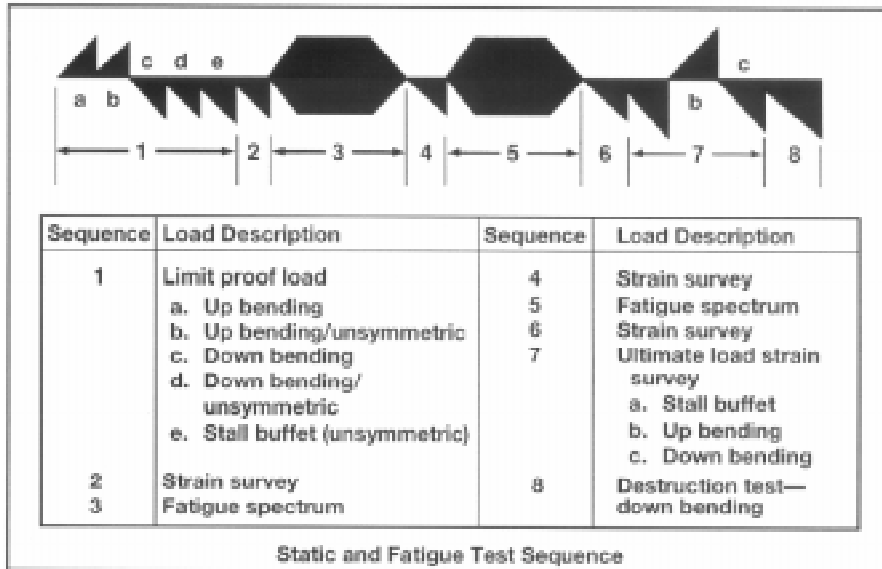 c d e c
a b b
1 2 3 4 5 6 7 8
Sequence Load Description
1 Limit proof load
a. Up bending
b. Up bending/unsymmetric
c. Down bending
d. Down bending/
unsymmetric
e. Stall buffet (unsymmetric)
2 Strain survey
3 Fatigue spectrum
Sequence Load Description
4 Strain survey
5 Fatigue spectrum
6 Strain survey
7 Ultimate load strain
survey
a. Stall buffet
b. Up bending
c. Down bending
8 Destruction test—
down bending
Static and Fatigue Test Sequence